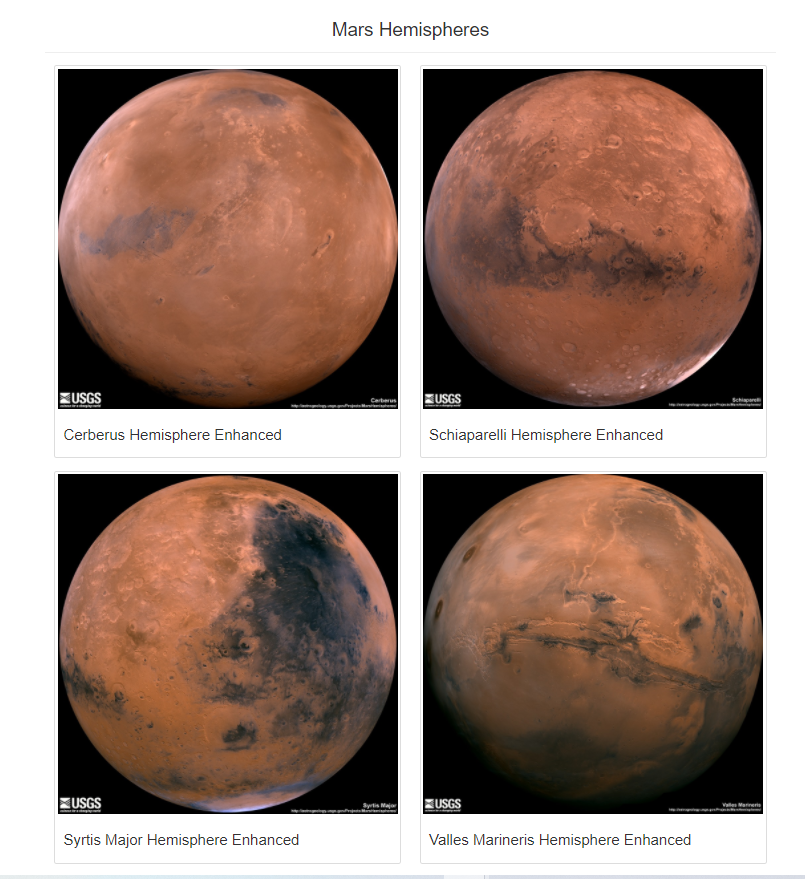 Mars Hemispheres
USGS
Cerberus
Cerberus Hemisphere Enhanced
USGS
Schiaparelli
Schiaparelli Hemisphere Enhanced
USGS
Syrtis Major
Syrtis Major Hemisphere Enhanced
USGS
Valles Marineris
Valles Marineris Hemisphere Enhanced